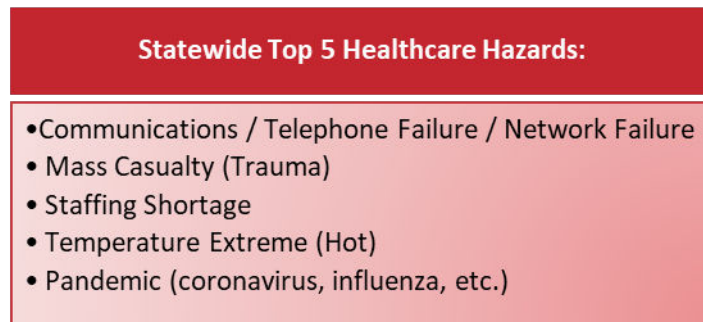 Statewide Top 5 Healthcare Hazards:
•Communications / Telephone Failure / Network Failure
• Mass Casualty (Trauma)
• Staffing Shortage
• Temperature Extreme (Hot)
• Pandemic (coronavirus, influenza, etc.)